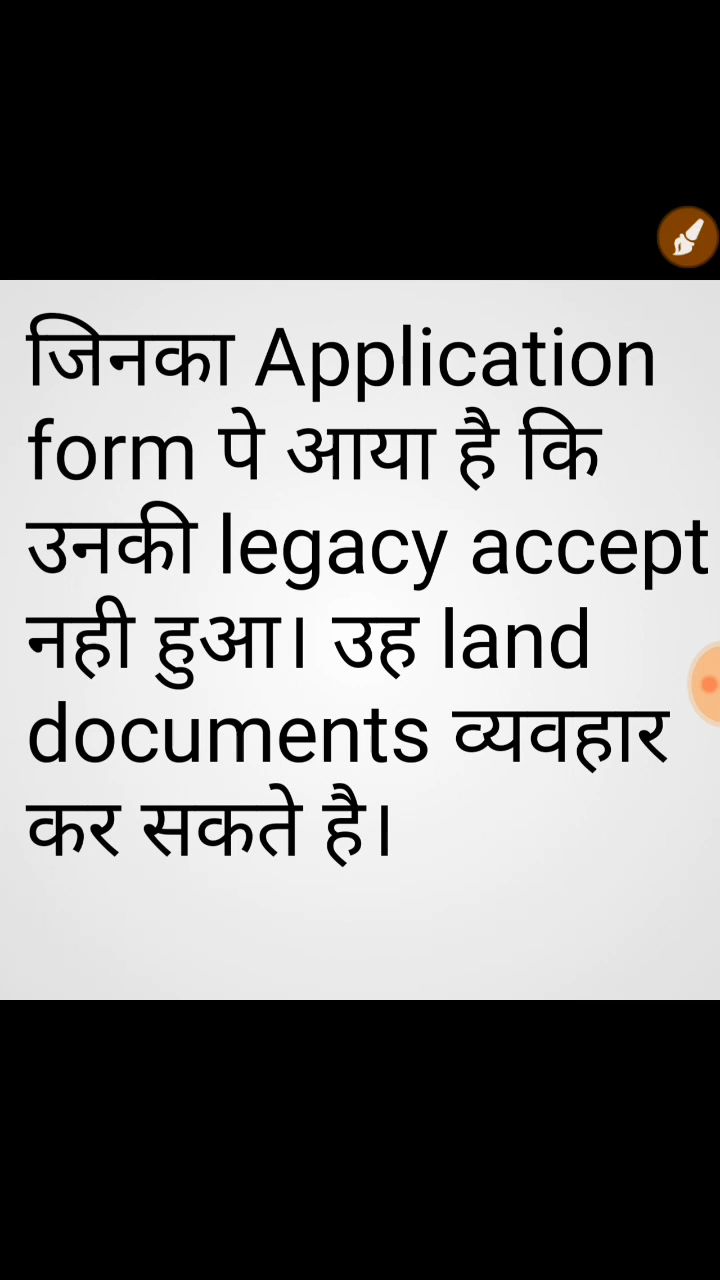 जिनका Application
form पे आया है कि
उनकी legacy accept
नही हुआ। उह land
documents व्यवहार
कर सकते है।